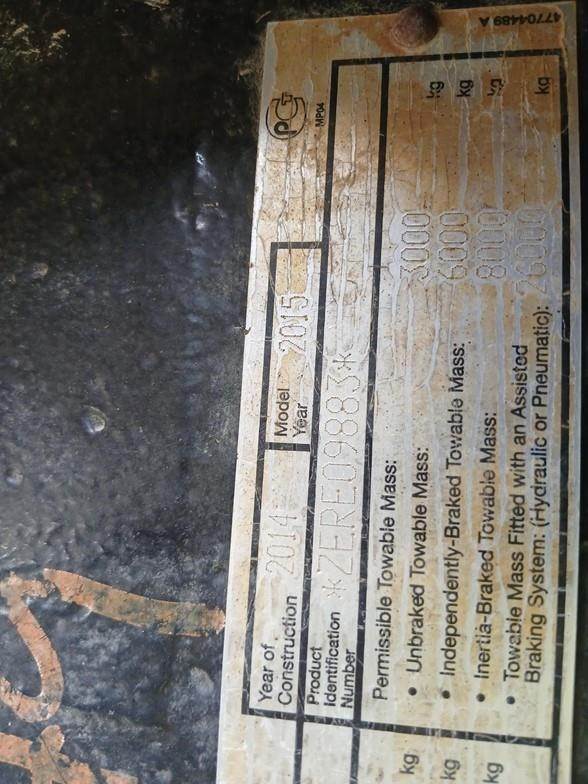 47704489 A
PG
MP04
Year of
Construction 2014
Model
Year 2015
Product
Identification
Number *ZERE09883*
Permissible Towable Mass:
• Unbraked Towable Mass: 3000 kg
• Independently-Braked Towable Mass: 6000 kg
• Inertia-Braked Towable Mass: 8000 kg
• Towable Mass Fitted with an Assisted
Braking System: (Hydraulic or Pneumatic): 26000 kg
kg
kg
kg